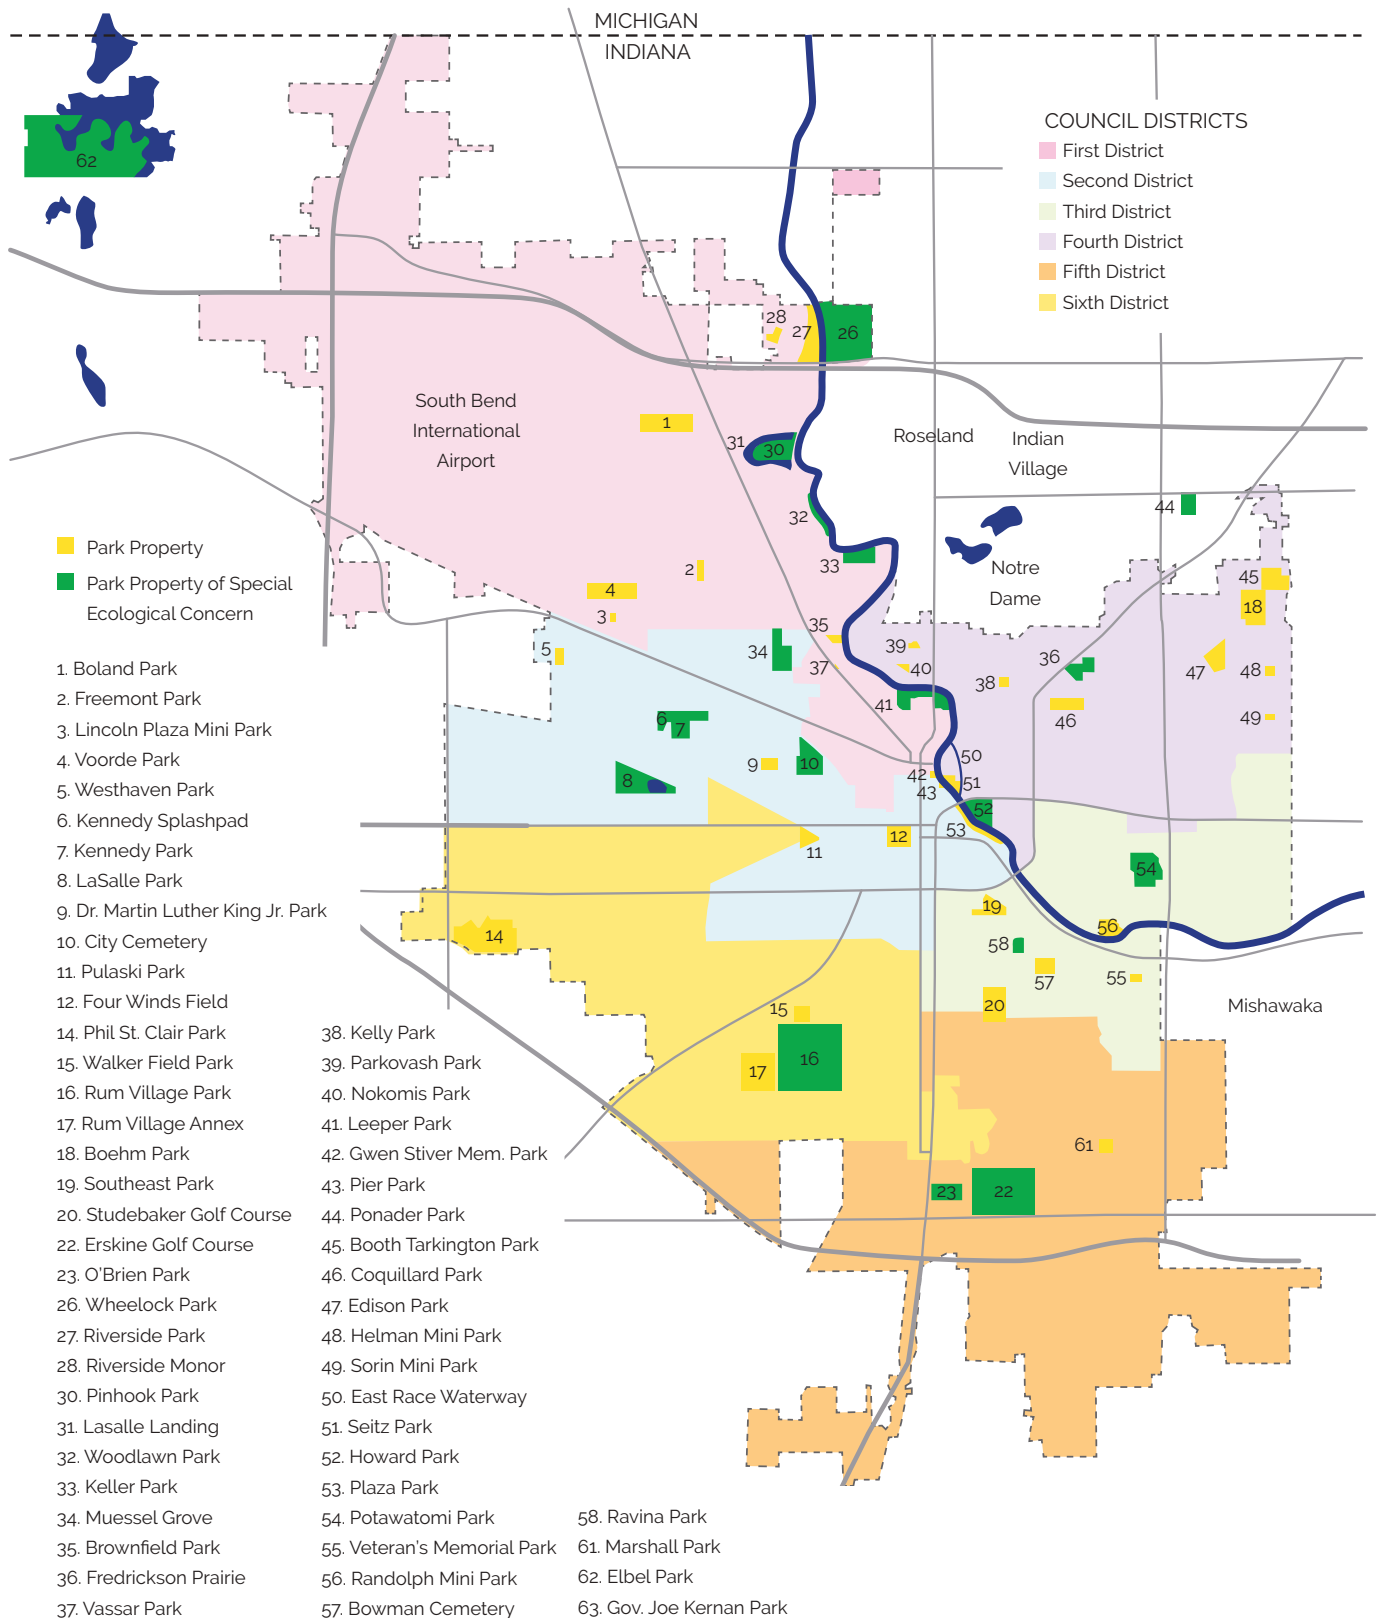 MICHIGAN
INDIANA
COUNCIL DISTRICTS
First District
Second District
Third District
Fourth District
Fifth District
Sixth District
62
28
27
26
South Bend
International
Airport
1
31
30
Roseland
Indian
Village
32
44
33
Notre
Dame
Park Property
Park Property of Special
Ecological Concern
2
4
3
45
18
5
34
35
37
39
40
38
36
47
48
41
46
49
6
7
8
9
10
50
42
51
43
52
53
11
12
54
14
19
56
58
57
55
20
Mishawaka
15
16
17
61
23
22
1. Boland Park
2. Freemont Park
3. Lincoln Plaza Mini Park
4. Voorde Park
5. Westhaven Park
6. Kennedy Splashpad
7. Kennedy Park
8. LaSalle Park
9. Dr. Martin Luther King Jr. Park
10. City Cemetery
11. Pulaski Park
12. Four Winds Field
14. Phil St. Clair Park
15. Walker Field Park
16. Rum Village Park
17. Rum Village Annex
18. Boehm Park
19. Southeast Park
20. Studebaker Golf Course
22. Erskine Golf Course
23. O'Brien Park
26. Wheelock Park
27. Riverside Park
28. Riverside Monor
30. Pinhook Park
31. Lasalle Landing
32. Woodlawn Park
33. Keller Park
34. Muessel Grove
35. Brownfield Park
36. Fredrickson Prairie
37. Vassar Park
38. Kelly Park
39. Parkovash Park
40. Nokomis Park
41. Leeper Park
42. Gwen Stiver Mem. Park
43. Pier Park
44. Ponader Park
45. Booth Tarkington Park
46. Coquillard Park
47. Edison Park
48. Helman Mini Park
49. Sorin Mini Park
50. East Race Waterway
51. Seitz Park
52. Howard Park
53. Plaza Park
54. Potawatomi Park
55. Veteran's Memorial Park
56. Randolph Mini Park
57. Bowman Cemetery
58. Ravina Park
61. Marshall Park
62. Elbel Park
63. Gov. Joe Kernan Park